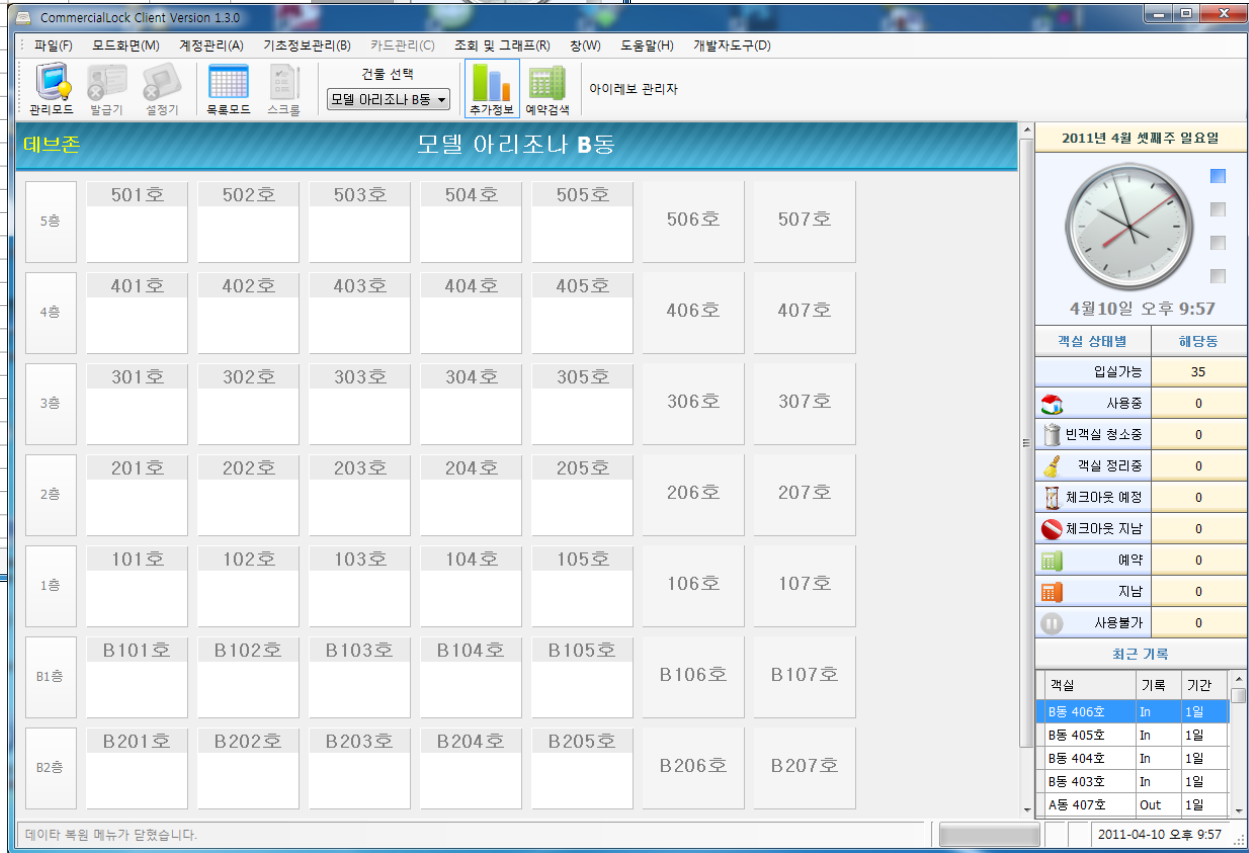 CommercialLock Client Version 1.3.0
파일(F) 모드화면(M) 계정관리(A) 기초정보관리(B) 카드관리(C) 조회 및 그래프(R) 창(W) 도움말(H) 개발자도구(D)
관리모드 발급기 설정기 목록모드 스크롤 건물 선택 모델 아리조나 B동 추가정보 예약검색 아이레보 관리자
데브존 모델 아리조나 B동
5층 501호 502호 503호 504호 505호 506호 507호
4층 401호 402호 403호 404호 405호 406호 407호
3층 301호 302호 303호 304호 305호 306호 307호
2층 201호 202호 203호 204호 205호 206호 207호
1층 101호 102호 103호 104호 105호 106호 107호
B1층 B101호 B102호 B103호 B104호 B105호 B106호 B107호
B2층 B201호 B202호 B203호 B204호 B205호 B206호 B207호
2011년 4월 셋째주 일요일
4월10일 오후 9:57
객실 상태별 해당동
입실가능 35
사용중 0
빈객실 청소중 0
객실 정리중 0
체크아웃 예정 0
체크아웃 지남 0
예약 0
지남 0
사용불가 0
최근 기록
객실 기록 기간
B동 406호 In 1일
B동 405호 In 1일
B동 404호 In 1일
B동 403호 In 1일
A동 407호 Out 1일
데이타 복원 메뉴가 닫혔습니다.
2011-04-10 오후 9:57